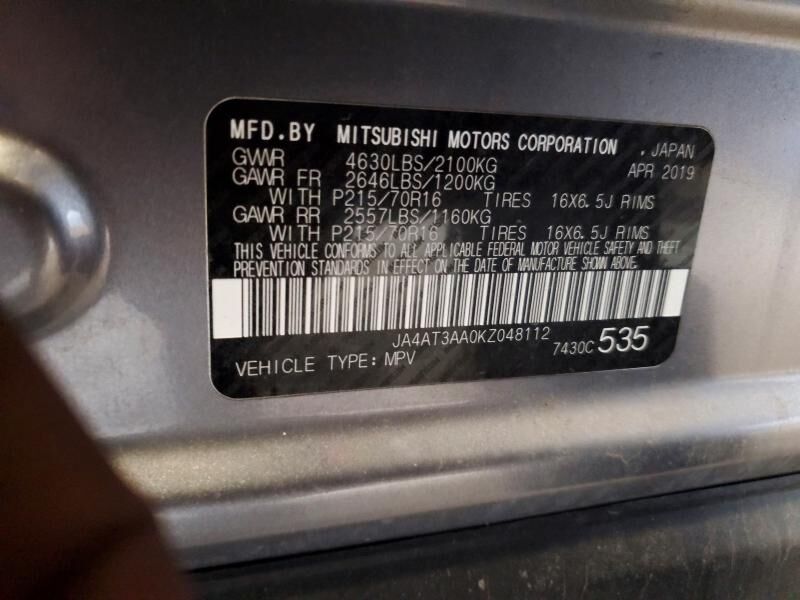 MFD.BY MITSUBISHI MOTORS CORPORATION . JAPAN
GVWR 4630LBS/2100KG APR 2019
GAWR FR 2646LBS/1200KG
WITH P215/70R16 TIRES 16X6.5J RIMS
GAWR RR 2557LBS/1160KG
WITH P215/70R16 TIRES 16X6.5J RIMS
THIS VEHICLE CONFORMS TO ALL APPLICABLE FEDERAL MOTOR VEHICLE SAFETY AND THEFT
PREVENTION STANDARDS IN EFFECT ON THE DATE OF MANUFACTURE SHOWN ABOVE.
JA4AT3AA0KZ048112
VEHICLE TYPE: MPV 7430C 535